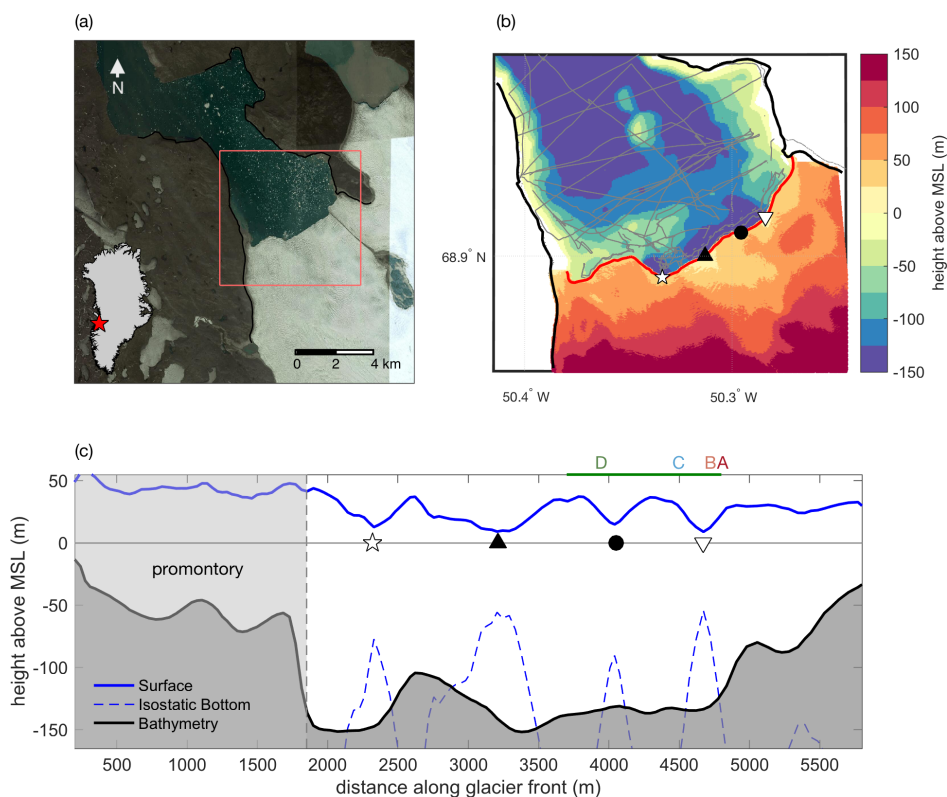 (a)
N
0 2 4 km
(b)
68.9° N
50.4° W
50.3° W
150
100
50
0
-50
-100
-150
height above MSL (m)
(c)
D C B A
50
0
-50
-100
-150
height above MSL (m)
promontory
Surface
Isostatic Bottom
Bathymetry
500 1000 1500 2000 2500 3000 3500 4000 4500 5000 5500
distance along glacier front (m)